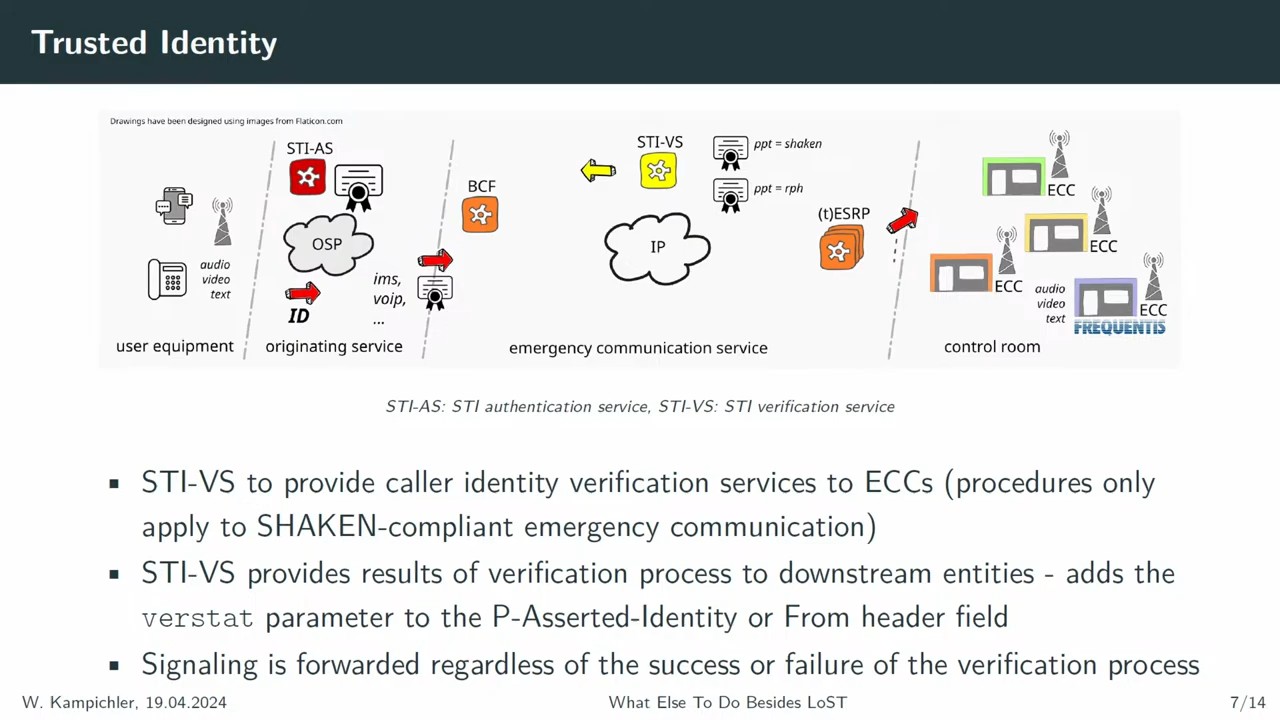 Trusted Identity
Drawings have been designed using images from Flaticon.com
STI-AS
STI-VS
ppt = shaken
BCF
ppt = rph
ECC
(t)ESRP
OSP
IP
ECC
audio
video
text
ims,
voip,
...
ID
ECC
audio
video
text
ECC
FREQUENTIS
user equipment
originating service
emergency communication service
control room
STI-AS: STI authentication service, STI-VS: STI verification service
▪ STI-VS to provide caller identity verification services to ECCs (procedures only
apply to SHAKEN-compliant emergency communication)
▪ STI-VS provides results of verification process to downstream entities - adds the
verstat parameter to the P-Asserted-Identity or From header field
▪ Signaling is forwarded regardless of the success or failure of the verification process
W. Kampichler, 19.04.2024
What Else To Do Besides LoST
7/14